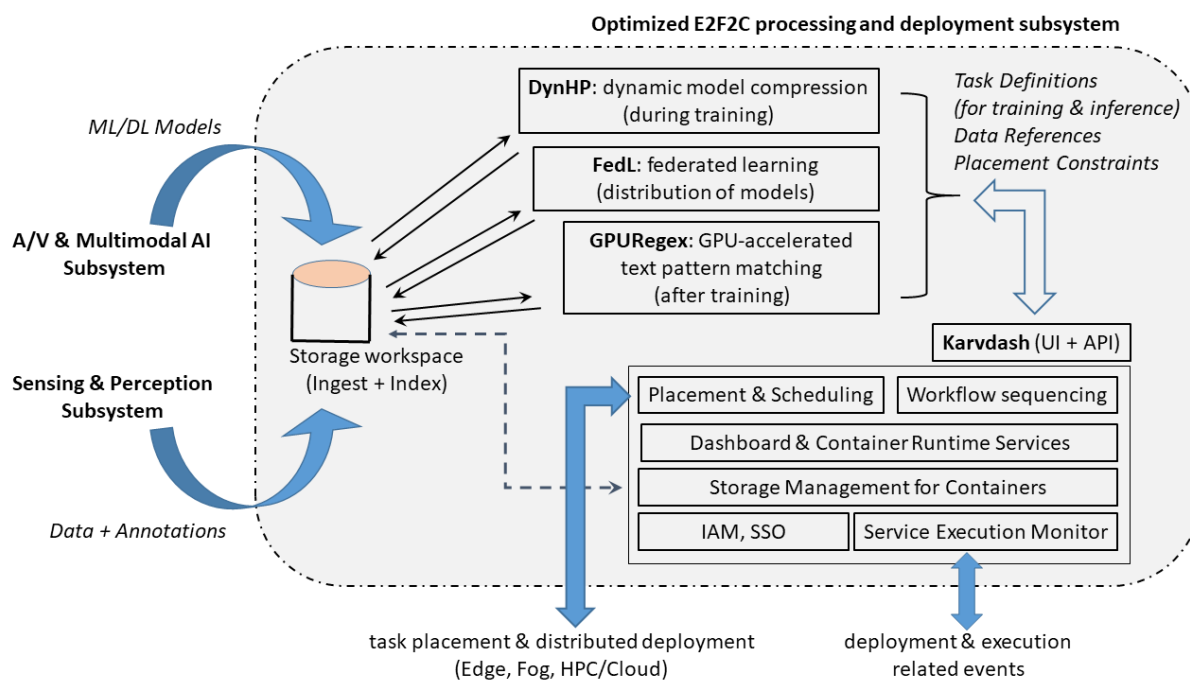 Optimized E2F2C processing and deployment subsystem
DynHP: dynamic model compression
(during training)
Task Definitions
(for training & inference)
Data References
Placement Constraints
ML/DL Models
FedL: federated learning
(distribution of models)
A/V & Multimodal AI
Subsystem
GPURegex: GPU-accelerated
text pattern matching
(after training)
Storage workspace
(Ingest + Index)
Karvdash (UI + API)
Sensing & Perception
Subsystem
Placement & Scheduling
Workflow sequencing
Dashboard & Container Runtime Services
Storage Management for Containers
Data + Annotations
IAM, SSO
Service Execution Monitor
task placement & distributed deployment
(Edge, Fog, HPC/Cloud)
deployment & execution
related events